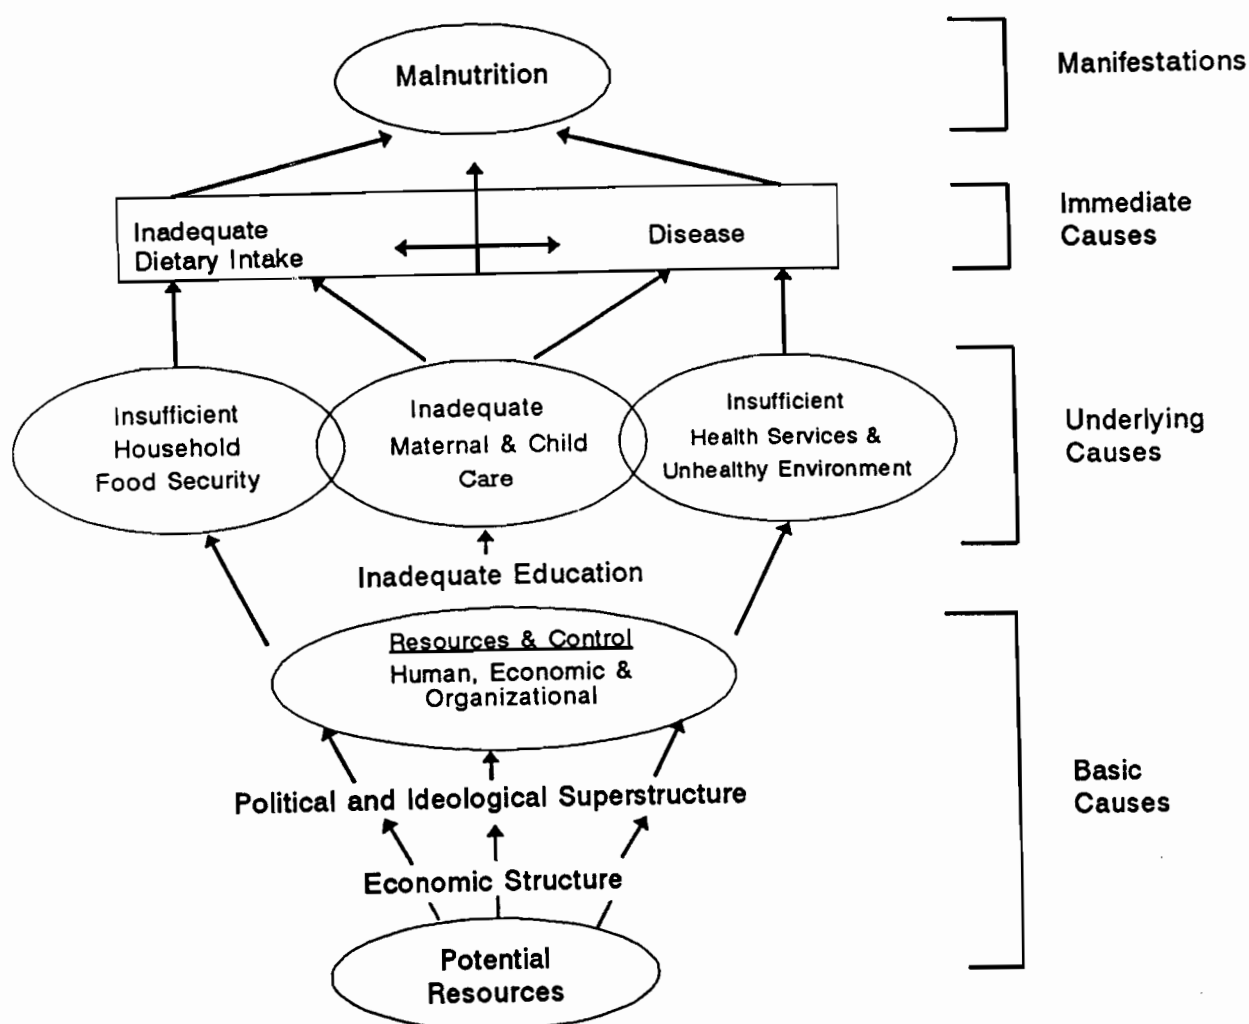 Malnutrition
Manifestations
Inadequate
Dietary Intake
Disease
Immediate
Causes
Insufficient
Household
Food Security
Inadequate
Maternal & Child
Care
Insufficient
Health Services &
Unhealthy Environment
Underlying
Causes
Inadequate Education
Resources & Control
Human, Economic &
Organizational
Political and Ideological Superstructure
Economic Structure
Potential
Resources
Basic
Causes